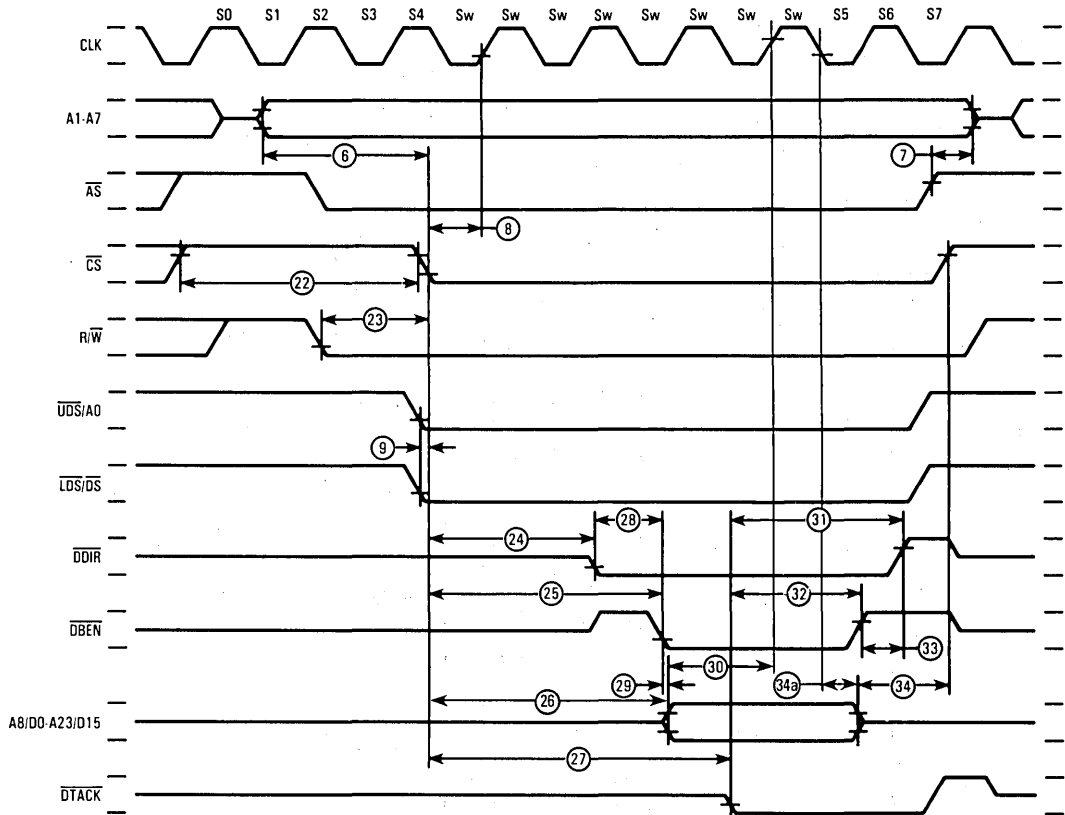 S0 S1 S2 S3 S4 Sw Sw Sw Sw Sw Sw Sw Sw S5 S6 S7
CLK
A1-A7
6
7
AS
8
CS
22
R/W
23
UDS/A0
9
LDS/DS
28
31
24
DDIR
25
32
DBEN
33
30
29
34a
34
26
A8/D0-A23/D15
27
DTACK